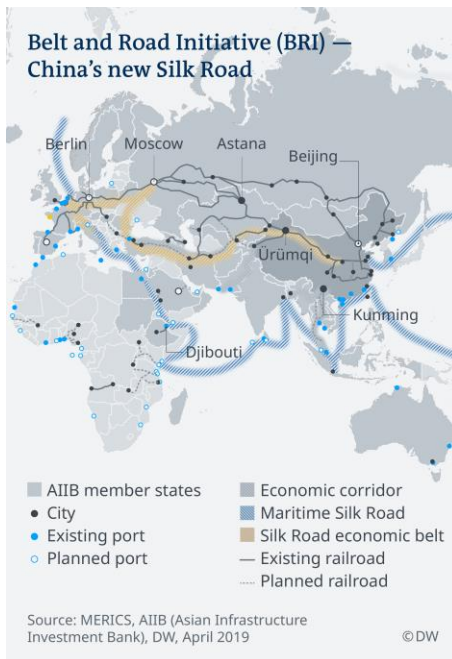 Belt and Road Initiative (BRI) —
China's new Silk Road
Berlin
Moscow
Astana
Beijing
Ürümqi
Kunming
Djibouti
AIIB member states
City
Existing port
Planned port
Economic corridor
Maritime Silk Road
Silk Road economic belt
Existing railroad
Planned railroad
Source: MERICS, AIIB (Asian Infrastructure
Investment Bank), DW, April 2019
©DW